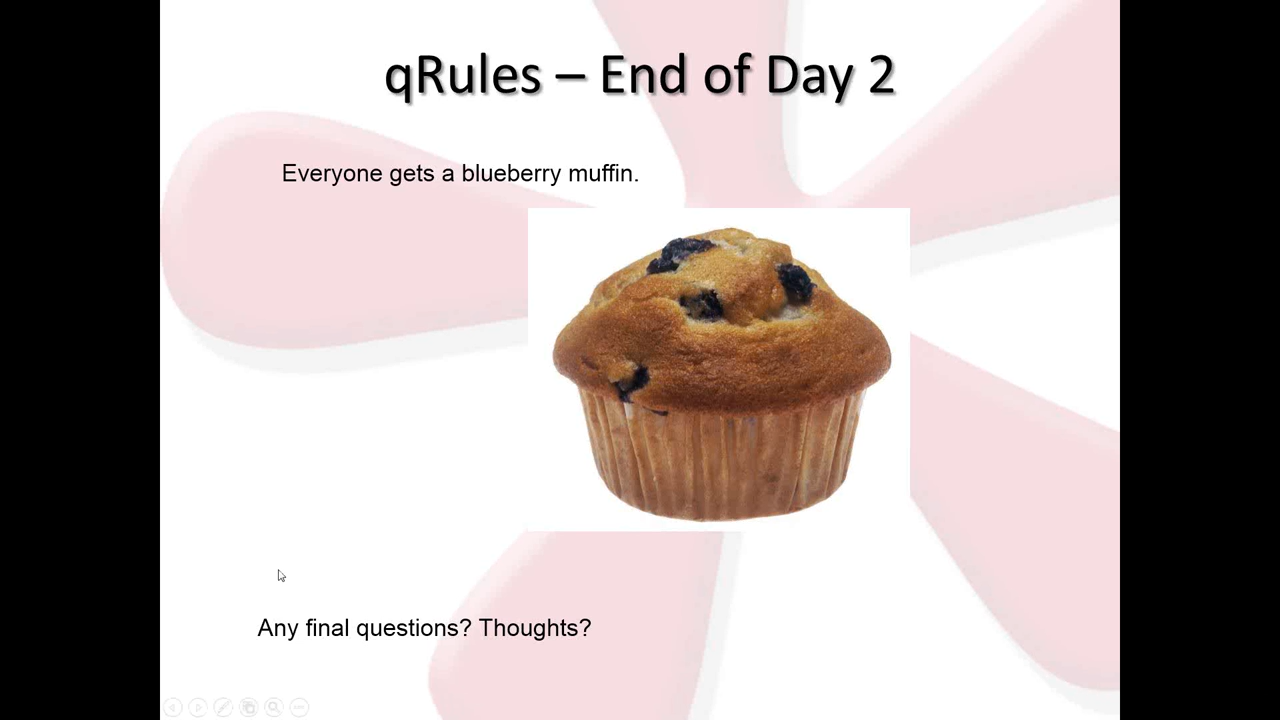 qRules – End of Day 2
Everyone gets a blueberry muffin.
Any final questions? Thoughts?